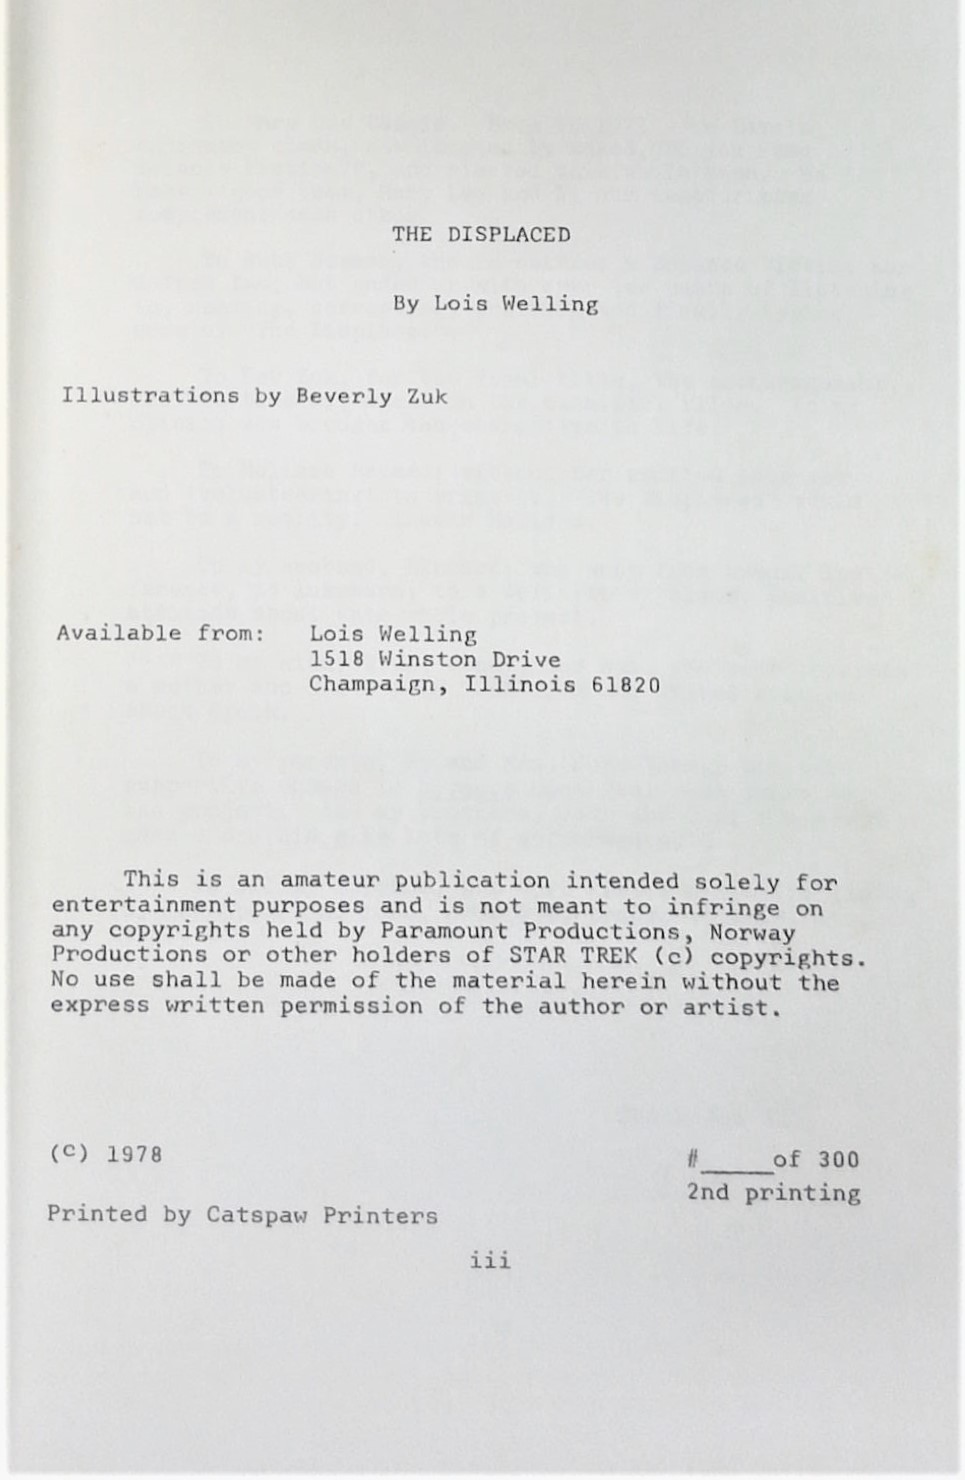 THE DISPLACED
By Lois Welling
Illustrations by Beverly Zuk
Available from: Lois Welling
1518 Winston Drive
Champaign, Illinois 61820
This is an amateur publication intended solely for
entertainment purposes and is not meant to infringe on
any copyrights held by Paramount Productions, Norway
Productions or other holders of STAR TREK (c) copyrights.
No use shall be made of the material herein without the
express written permission of the author or artist.
(C) 1978
#_____of 300
2nd printing
Printed by Catspaw Printers
iii